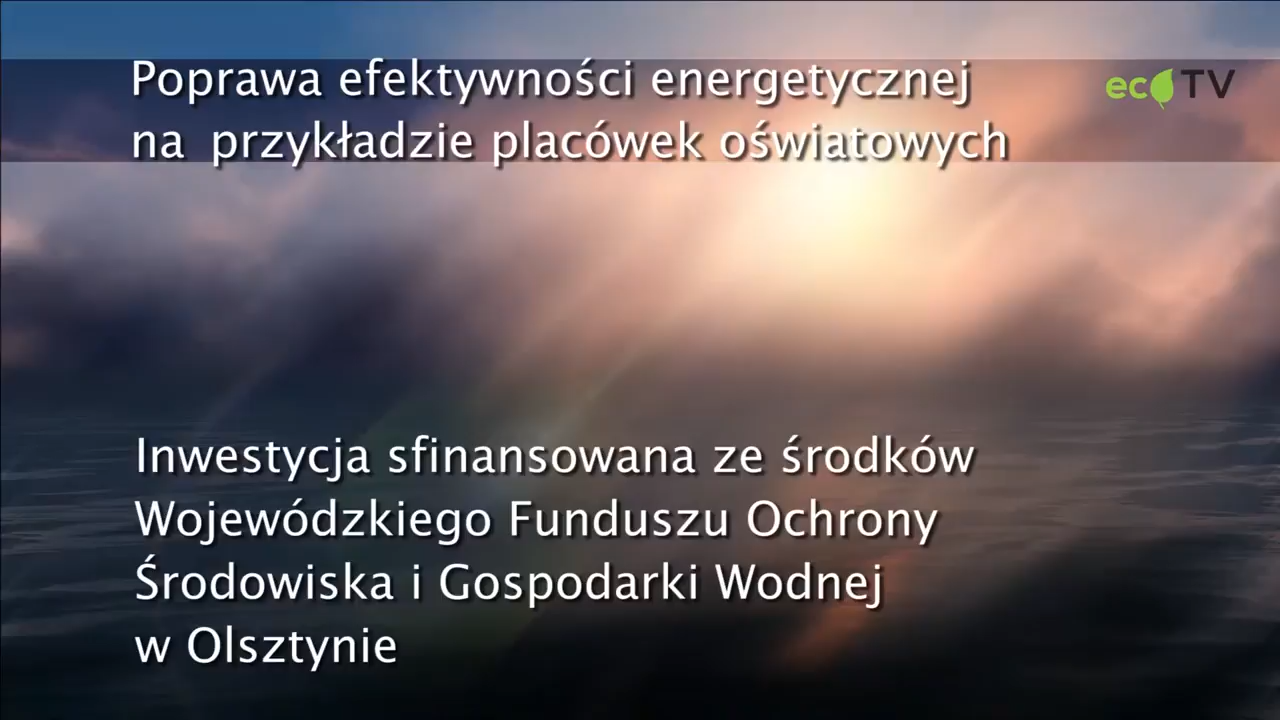 Poprawa efektywności energetycznej
ecoTV
na przykładzie placówek oświatowych
Inwestycja sfinansowana ze środków
Wojewódzkiego Funduszu Ochrony
Środowiska i Gospodarki Wodnej
w Olsztynie